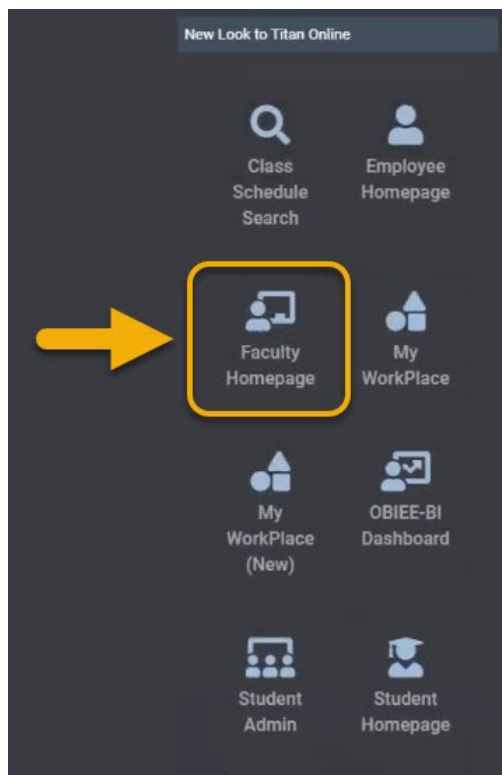 New Look to Titan Online
Class
Schedule
Search
Employee
Homepage
Faculty
Homepage
My
WorkPlace
My
WorkPlace
(New)
OBIEE-BI
Dashboard
Student
Admin
Student
Homepage